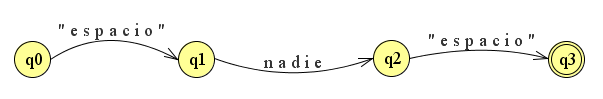 "espacio"
"espacio"
q0
q1
nadie
q2
q3